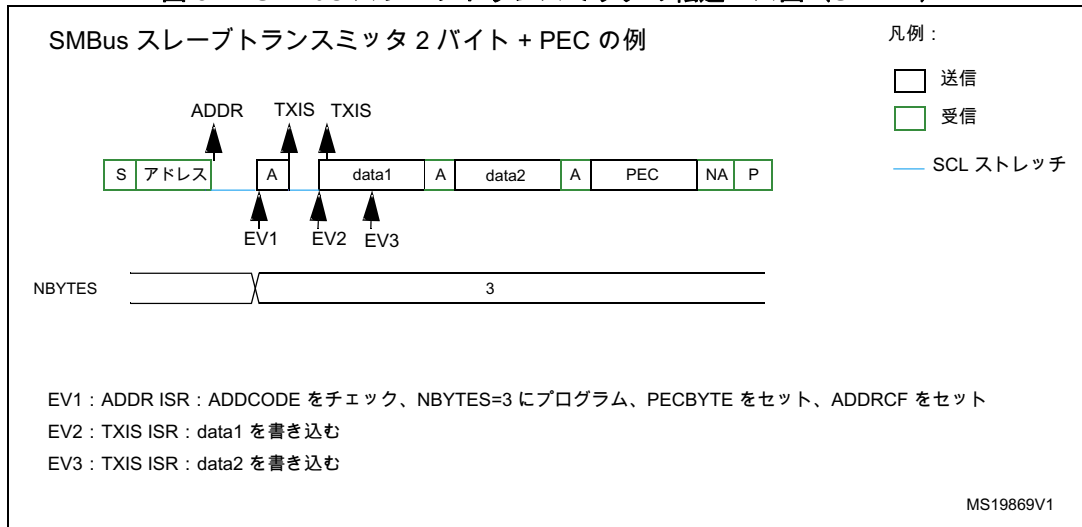 SMBus スレーブトランスミッタ 2 バイト + PEC の例
凡例：
送信
受信
SCL ストレッチ
ADDR TXIS TXIS
S アドレス A data1 A data2 A PEC NA P
EV1 EV2 EV3
NBYTES 3
EV1：ADDR ISR：ADDCODE をチェック、NBYTES=3 にプログラム、PECBYTE をセット、ADDRCF をセット
EV2：TXIS ISR：data1 を書き込む
EV3：TXIS ISR：data2 を書き込む
MS19869V1